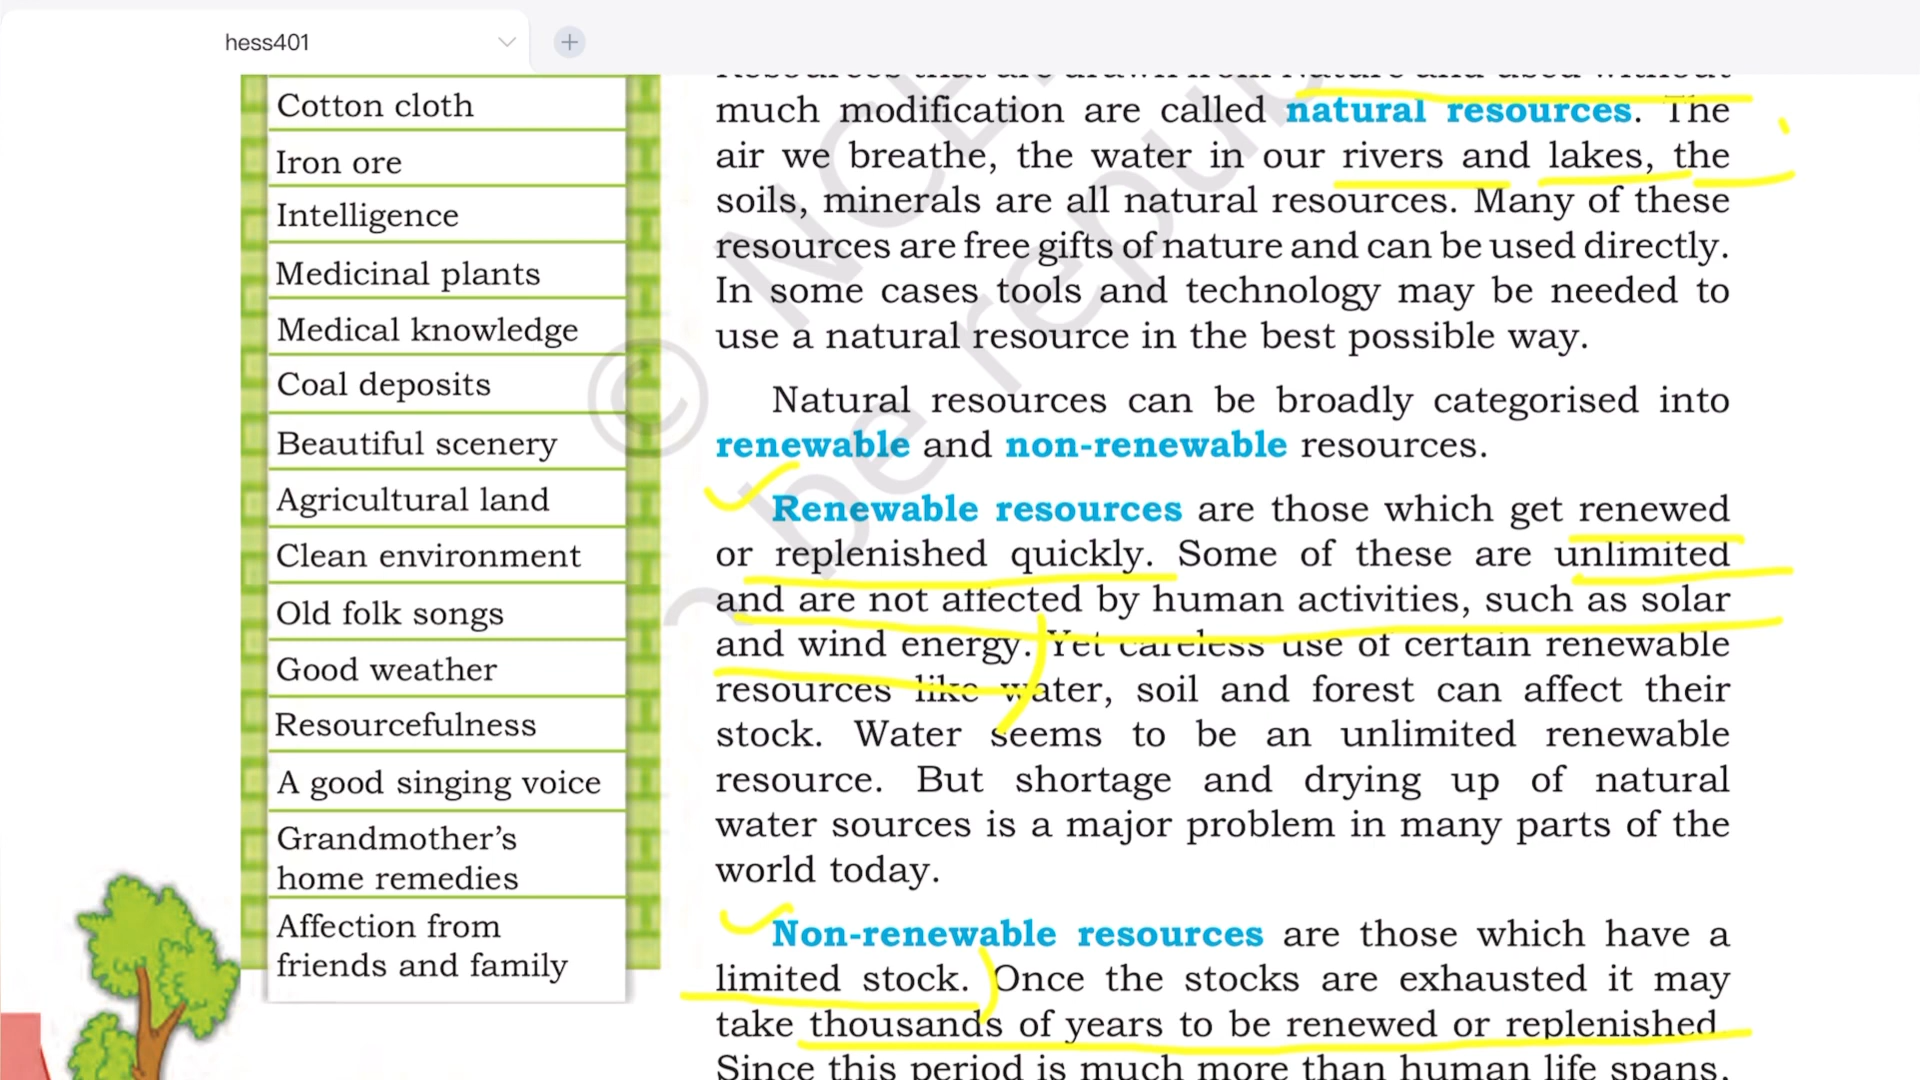 hess401
Cotton cloth
Iron ore
Intelligence
Medicinal plants
Medical knowledge
Coal deposits
Beautiful scenery
Agricultural land
Clean environment
Old folk songs
Good weather
Resourcefulness
A good singing voice
Grandmother's
home remedies
Affection from
friends and family
Resources that are drawn from Nature and used without
much modification are called natural resources. The
air we breathe, the water in our rivers and lakes, the
soils, minerals are all natural resources. Many of these
resources are free gifts of nature and can be used directly.
In some cases tools and technology may be needed to
use a natural resource in the best possible way.
Natural resources can be broadly categorised into
renewable and non-renewable resources.
Renewable resources are those which get renewed
or replenished quickly. Some of these are unlimited
and are not affected by human activities, such as solar
and wind energy. Yet careless use of certain renewable
resources like water, soil and forest can affect their
stock. Water seems to be an unlimited renewable
resource. But shortage and drying up of natural
water sources is a major problem in many parts of the
world today.
Non-renewable resources are those which have a
limited stock. Once the stocks are exhausted it may
take thousands of years to be renewed or replenished
Since this period is much more than human life spans,